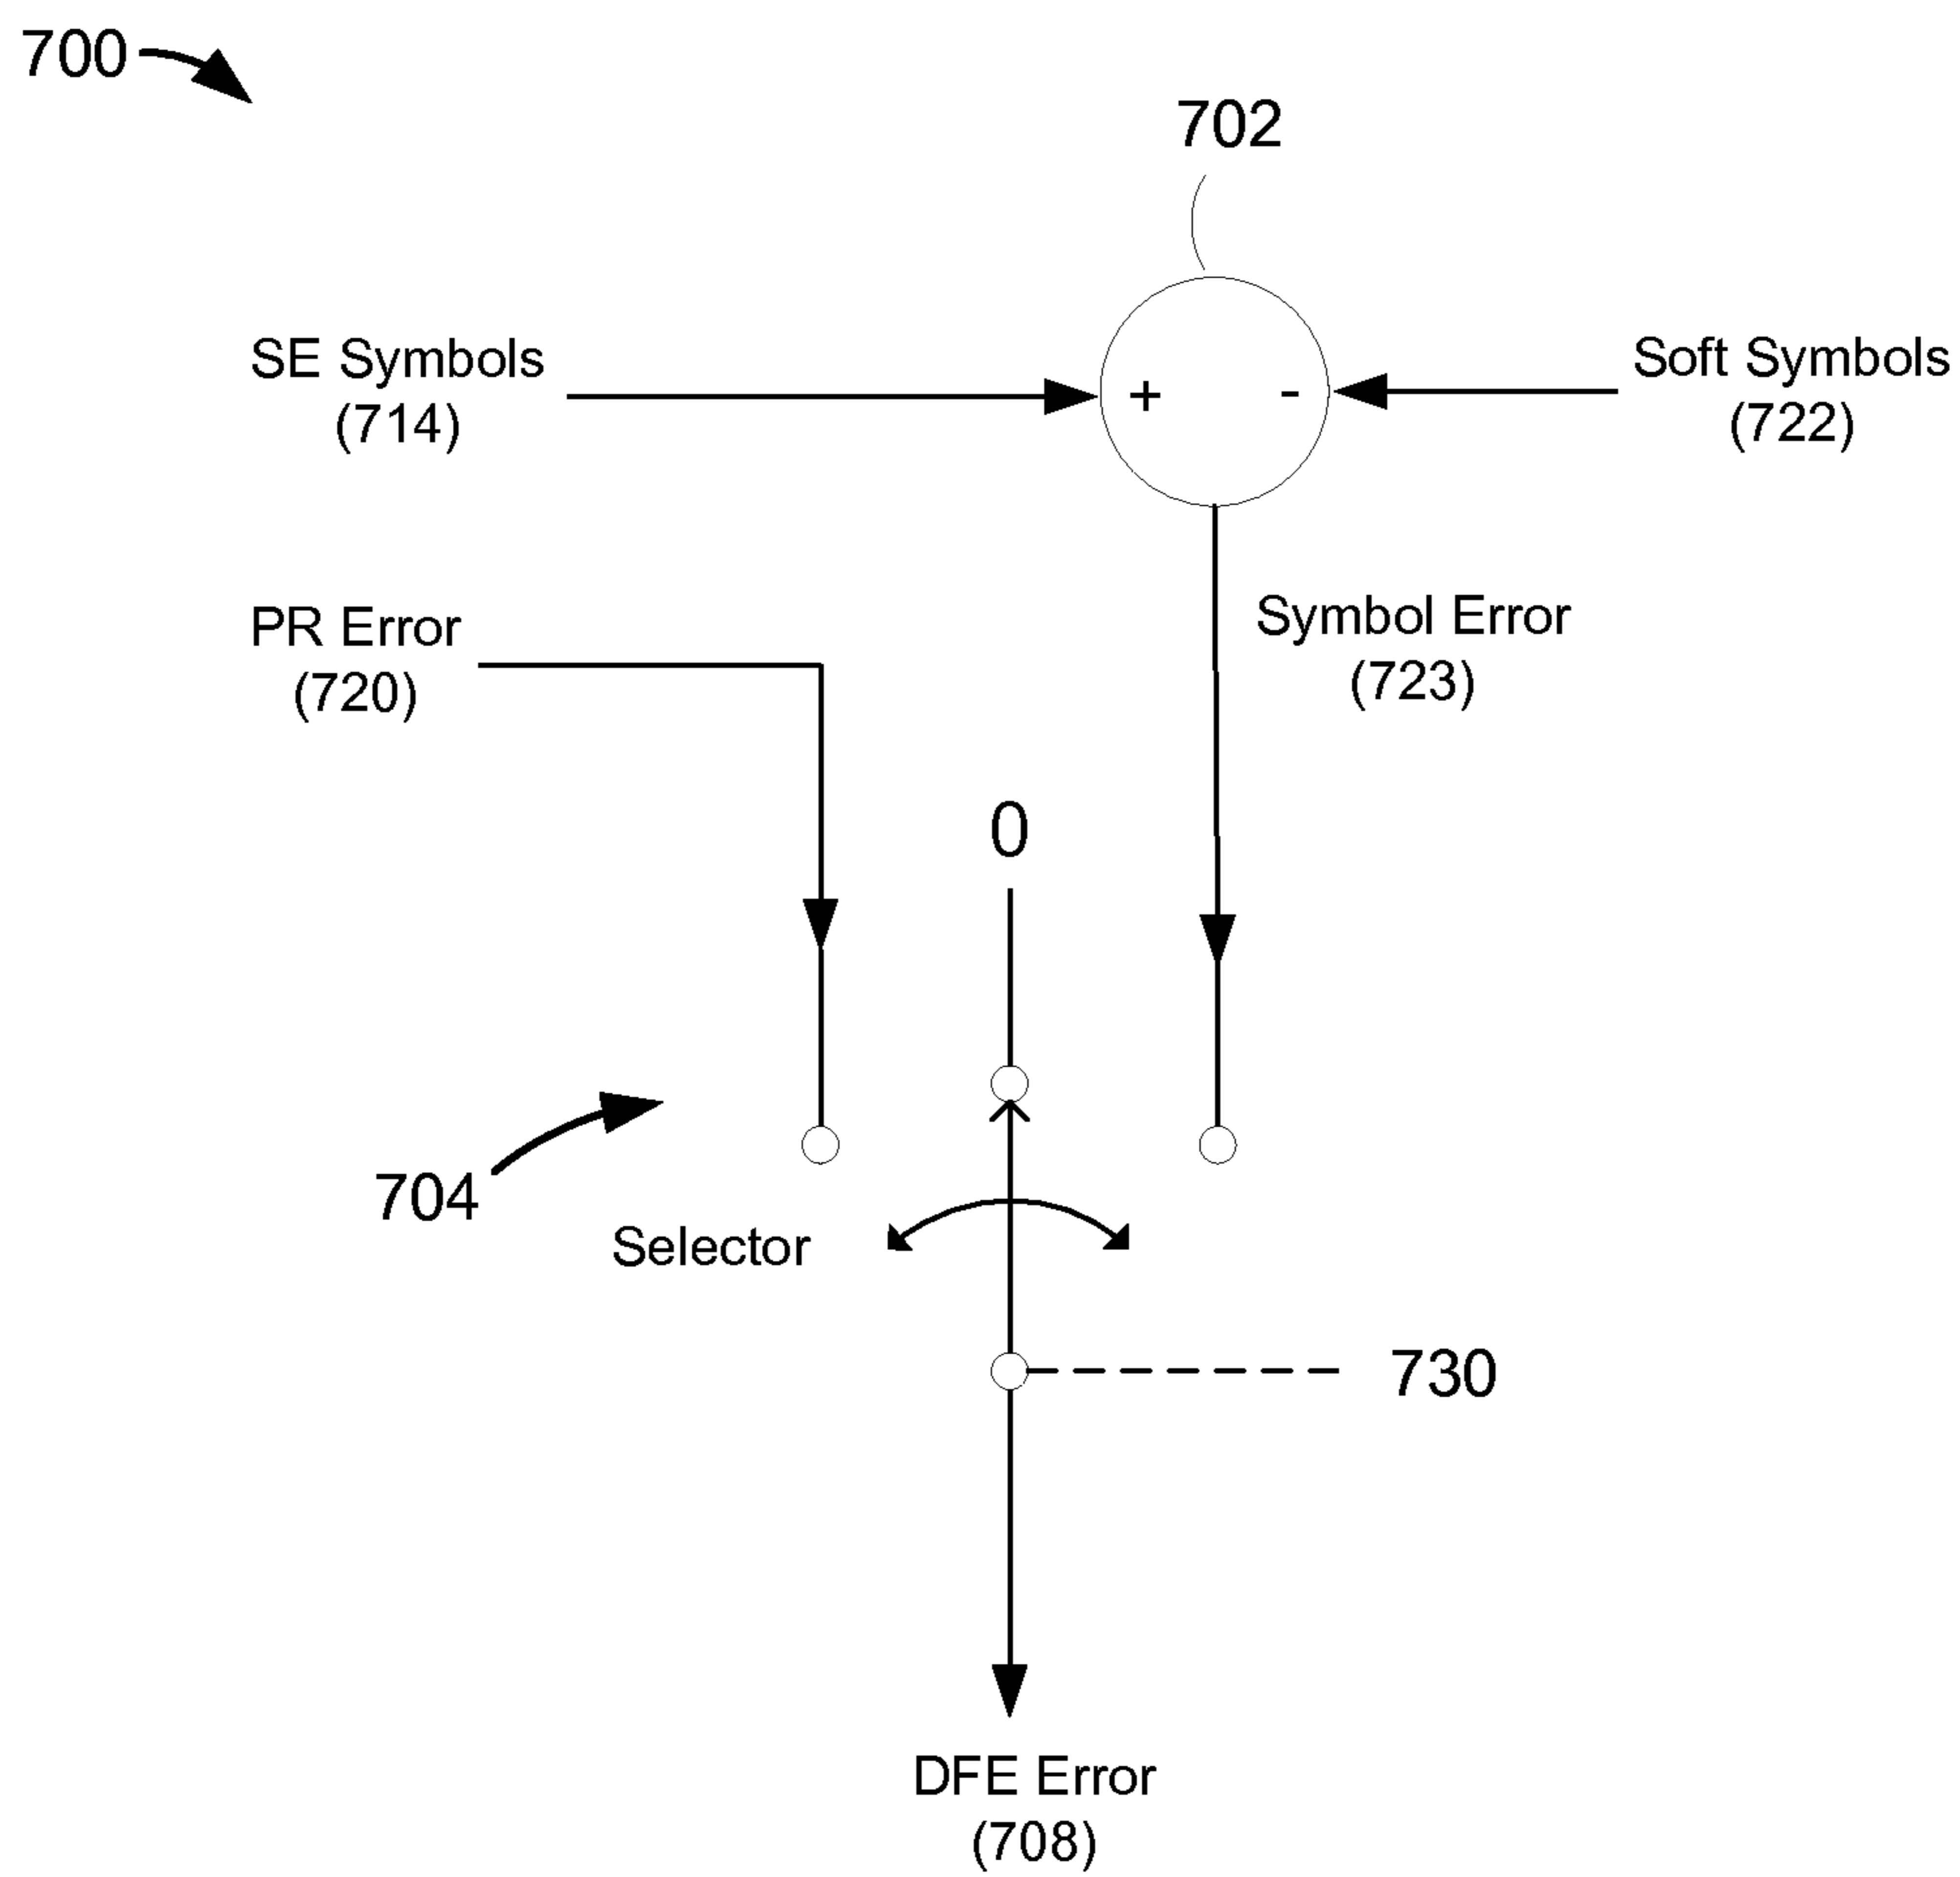 700
702
SE Symbols
(714)
+
-
Soft Symbols
(722)
PR Error
(720)
Symbol Error
(723)
0
704
Selector
730
DFE Error
(708)